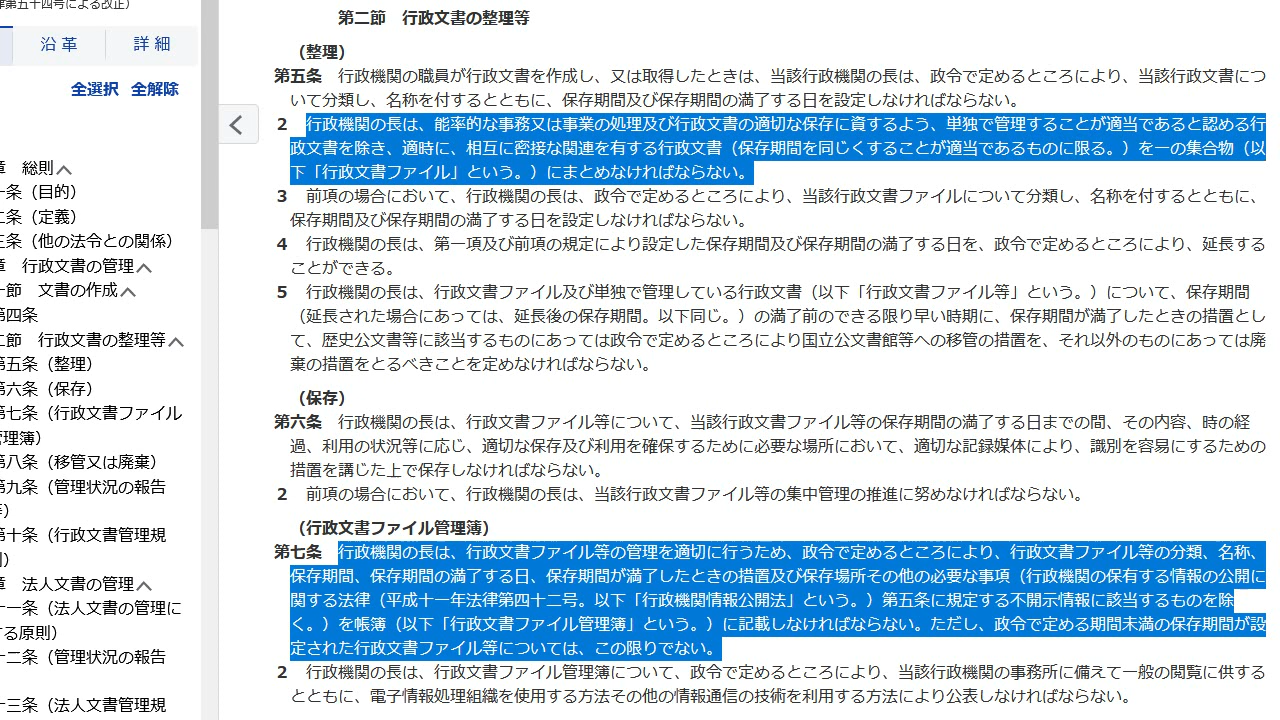 律第五十四号による改正）
沿革
詳細
全選択 全解除
章 総則
一条（目的）
二条（定義）
三条（他の法令との関係）
章 行政文書の管理
一節 文書の作成
第四条
二節 行政文書の整理等
第五条（整理）
第六条（保存）
第七条（行政文書ファイル
管理簿）
第八条（移管又は廃棄）
第九条（管理状況の報告
等）
第十条（行政文書管理規
則）
章 法人文書の管理
十一条（法人文書の管理に
する原則）
十二条（管理状況の報告
十三条（法人文書管理規
第二節 行政文書の整理等
（整理）
第五条 行政機関の職員が行政文書を作成し、又は取得したときは、当該行政機関の長は、政令で定めるところにより、当該行政文書につ
いて分類し、名称を付するとともに、保存期間及び保存期間の満了する日を設定しなければならない。
2 行政機関の長は、能率的な事務又は事業の処理及び行政文書の適切な保存に資するよう、単独で管理することが適当であると認める行
政文書を除き、適時に、相互に密接な関連を有する行政文書（保存期間を同じくすることが適当であるものに限る。）を一の集合物（以
下「行政文書ファイル」という。）にまとめなければならない。
3 前項の場合において、行政機関の長は、政令で定めるところにより、当該行政文書ファイルについて分類し、名称を付するとともに、
保存期間及び保存期間の満了する日を設定しなければならない。
4 行政機関の長は、第一項及び前項の規定により設定した保存期間及び保存期間の満了する日を、政令で定めるところにより、延長する
ことができる。
5 行政機関の長は、行政文書ファイル及び単独で管理している行政文書（以下「行政文書ファイル等」という。）について、保存期間
（延長された場合にあっては、延長後の保存期間。以下同じ。）の満了前のできる限り早い時期に、保存期間が満了したときの措置とし
て、歴史公文書等に該当するものにあっては政令で定めるところにより国立公文書館等への移管の措置を、それ以外のものにあっては廃
棄の措置をとるべきことを定めなければならない。
（保存）
第六条 行政機関の長は、行政文書ファイル等について、当該行政文書ファイル等の保存期間の満了する日までの間、その内容、時の経
過、利用の状況等に応じ、適切な保存及び利用を確保するために必要な場所において、適切な記録媒体により、識別を容易にするための
措置を講じた上で保存しなければならない。
2 前項の場合において、行政機関の長は、当該行政文書ファイル等の集中管理の推進に努めなければならない。
（行政文書ファイル管理簿）
第七条 行政機関の長は、行政文書ファイル等の管理を適切に行うため、政令で定めるところにより、行政文書ファイル等の分類、名称、
保存期間、保存期間の満了する日、保存期間が満了したときの措置及び保存場所その他の必要な事項（行政機関の保有する情報の公開に
関する法律（平成十一年法律第四十二号。以下「行政機関情報公開法」という。）第五条に規定する不開示情報に該当するものを除
く。）を帳簿（以下「行政文書ファイル管理簿」という。）に記載しなければならない。ただし、政令で定める期間未満の保存期間が設
定された行政文書ファイル等については、この限りでない。
2 行政機関の長は、行政文書ファイル管理簿について、政令で定めるところにより、当該行政機関の事務所に備えて一般の閲覧に供する
とともに、電子情報処理組織を使用する方法その他の情報通信の技術を利用する方法により公表しなければならない。